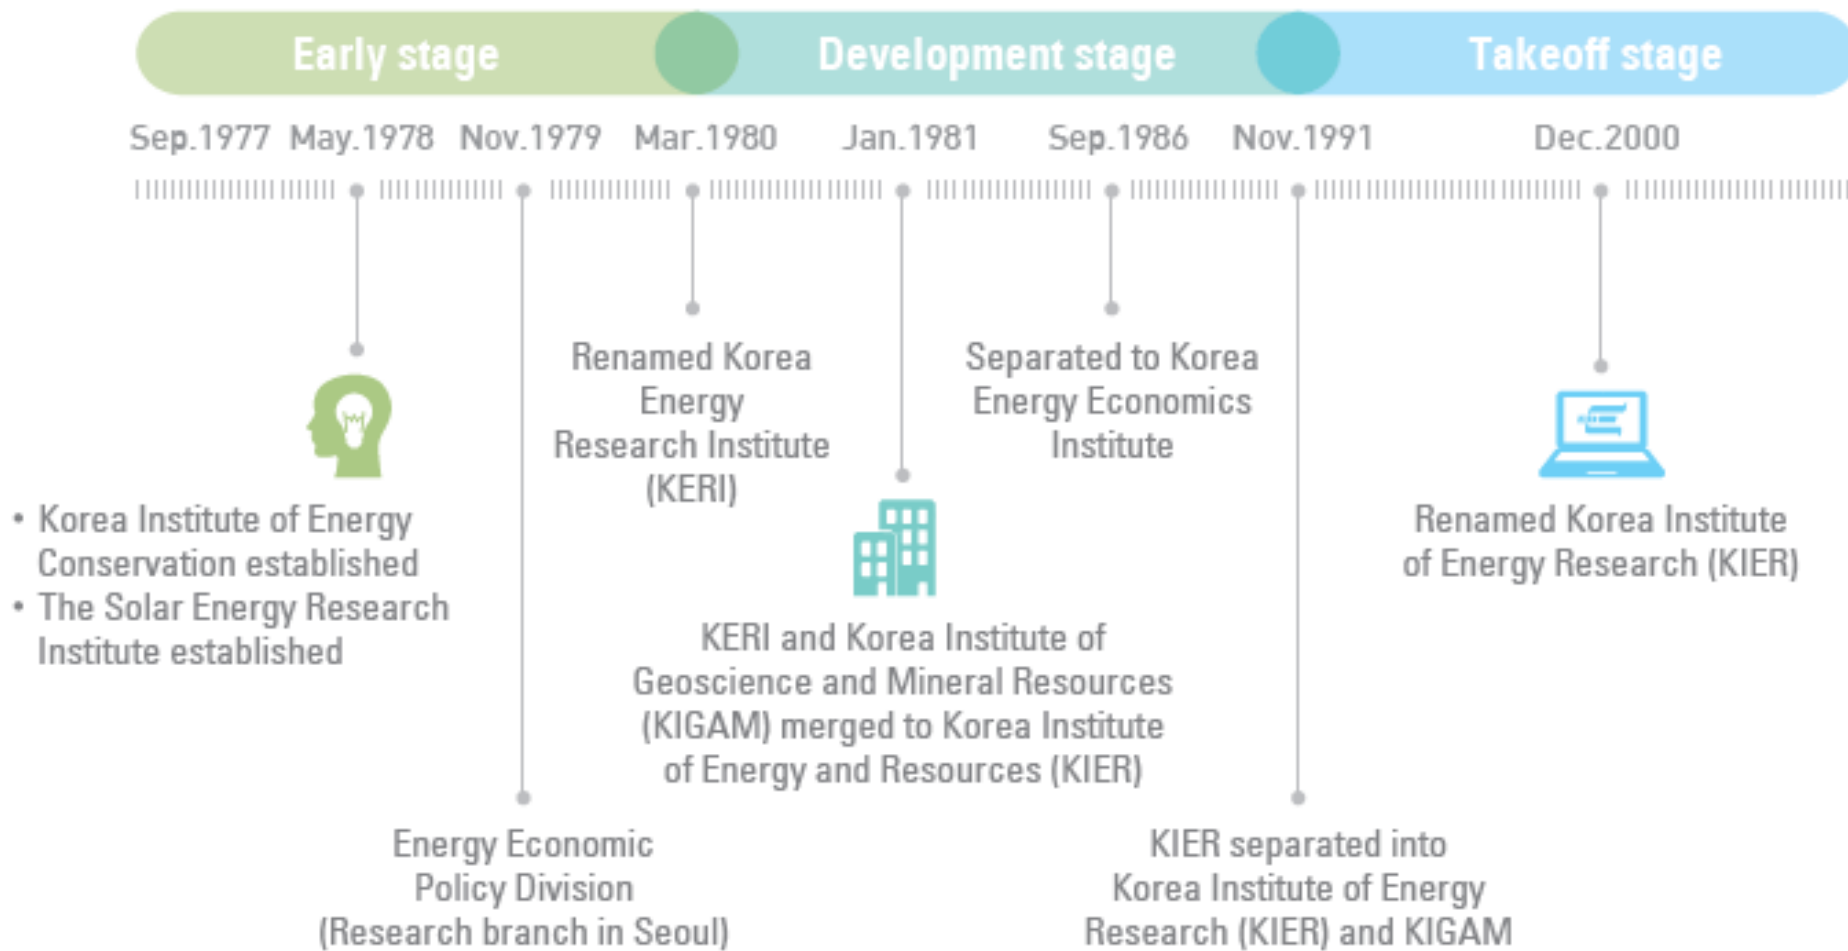 Early stage
Development stage
Takeoff stage
Sep.1977
May.1978
Nov.1979
Mar.1980
Jan.1981
Sep.1986
Nov.1991
Dec.2000
• Korea Institute of Energy
Conservation established
• The Solar Energy Research
Institute established
Energy Economic
Policy Division
(Research branch in Seoul)
Renamed Korea
Energy
Research Institute
(KERI)
KERI and Korea Institute of
Geoscience and Mineral Resources
(KIGAM) merged to Korea Institute
of Energy and Resources (KIER)
Separated to Korea
Energy Economics
Institute
KIER separated into
Korea Institute of Energy
Research (KIER) and KIGAM
Renamed Korea Institute
of Energy Research (KIER)